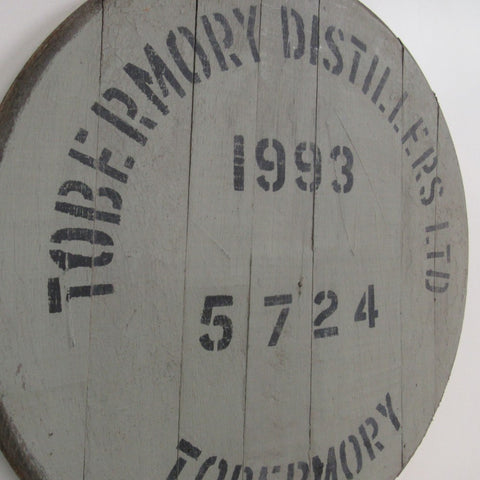 TOBERMORY DISTILLERS LTD
1993
5724
TOBERMORY